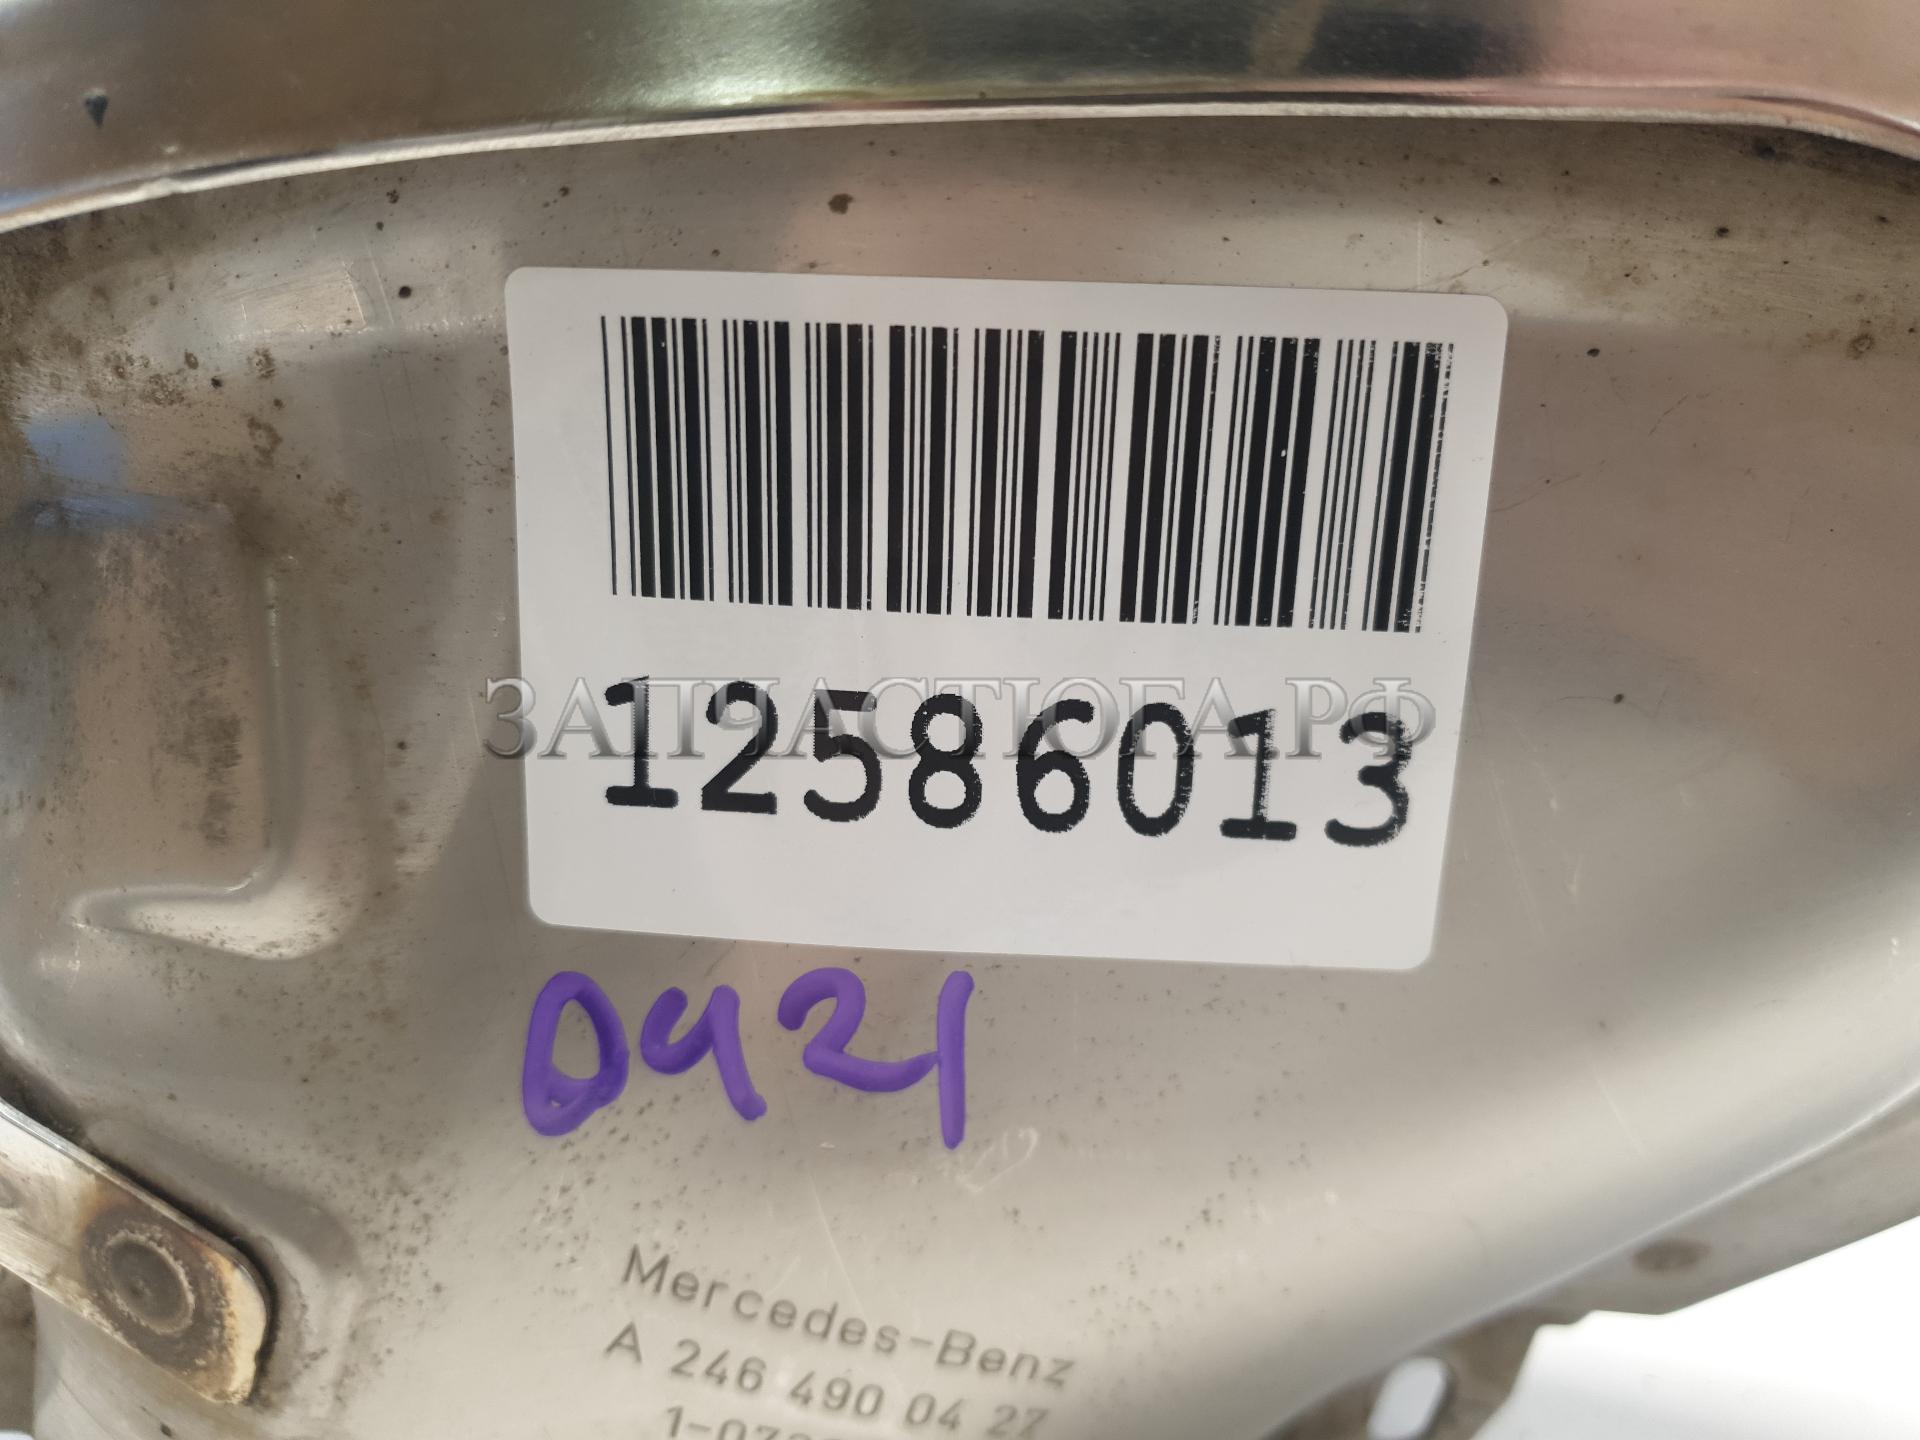 ЗАПЧАСТЮГА.РФ
12586013
0421
Mercedes-Benz
A 246 490 04 27